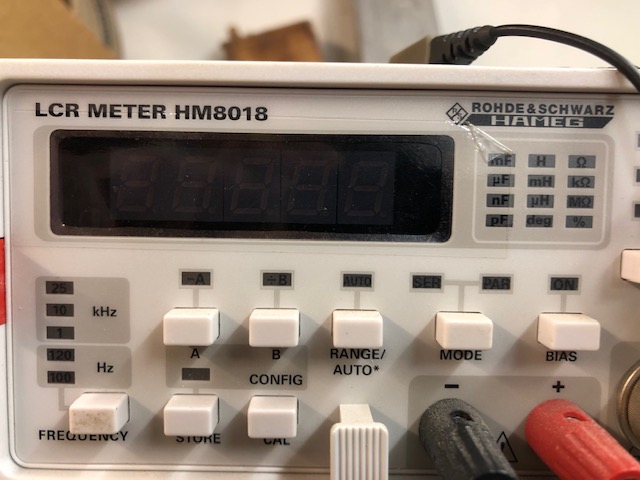 LCR METER HM8018
ROHDE&SCHWARZ
HAMEG
mF H Ω
µF mH kΩ
nF µH MΩ
pF deg %
−A ÷B AUTO SER PAR ON
25
10 kHz
1
120 Hz
100
A B RANGE/ MODE BIAS
AUTO*
CONFIG
− +
FREQUENCY STORE CAL